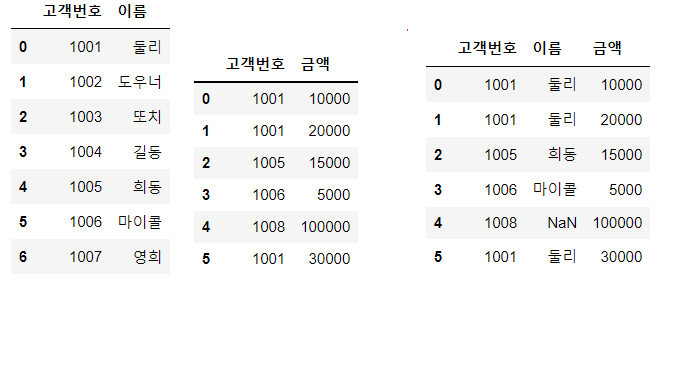 고객번호 이름
0 1001 둘리
1 1002 도우너
2 1003 또치
3 1004 길동
4 1005 희동
5 1006 마이콜
6 1007 영희
고객번호 금액
0 1001 10000
1 1001 20000
2 1005 15000
3 1006 5000
4 1008 100000
5 1001 30000
고객번호 이름 금액
0 1001 둘리 10000
1 1001 둘리 20000
2 1005 희동 15000
3 1006 마이콜 5000
4 1008 NaN 100000
5 1001 둘리 30000